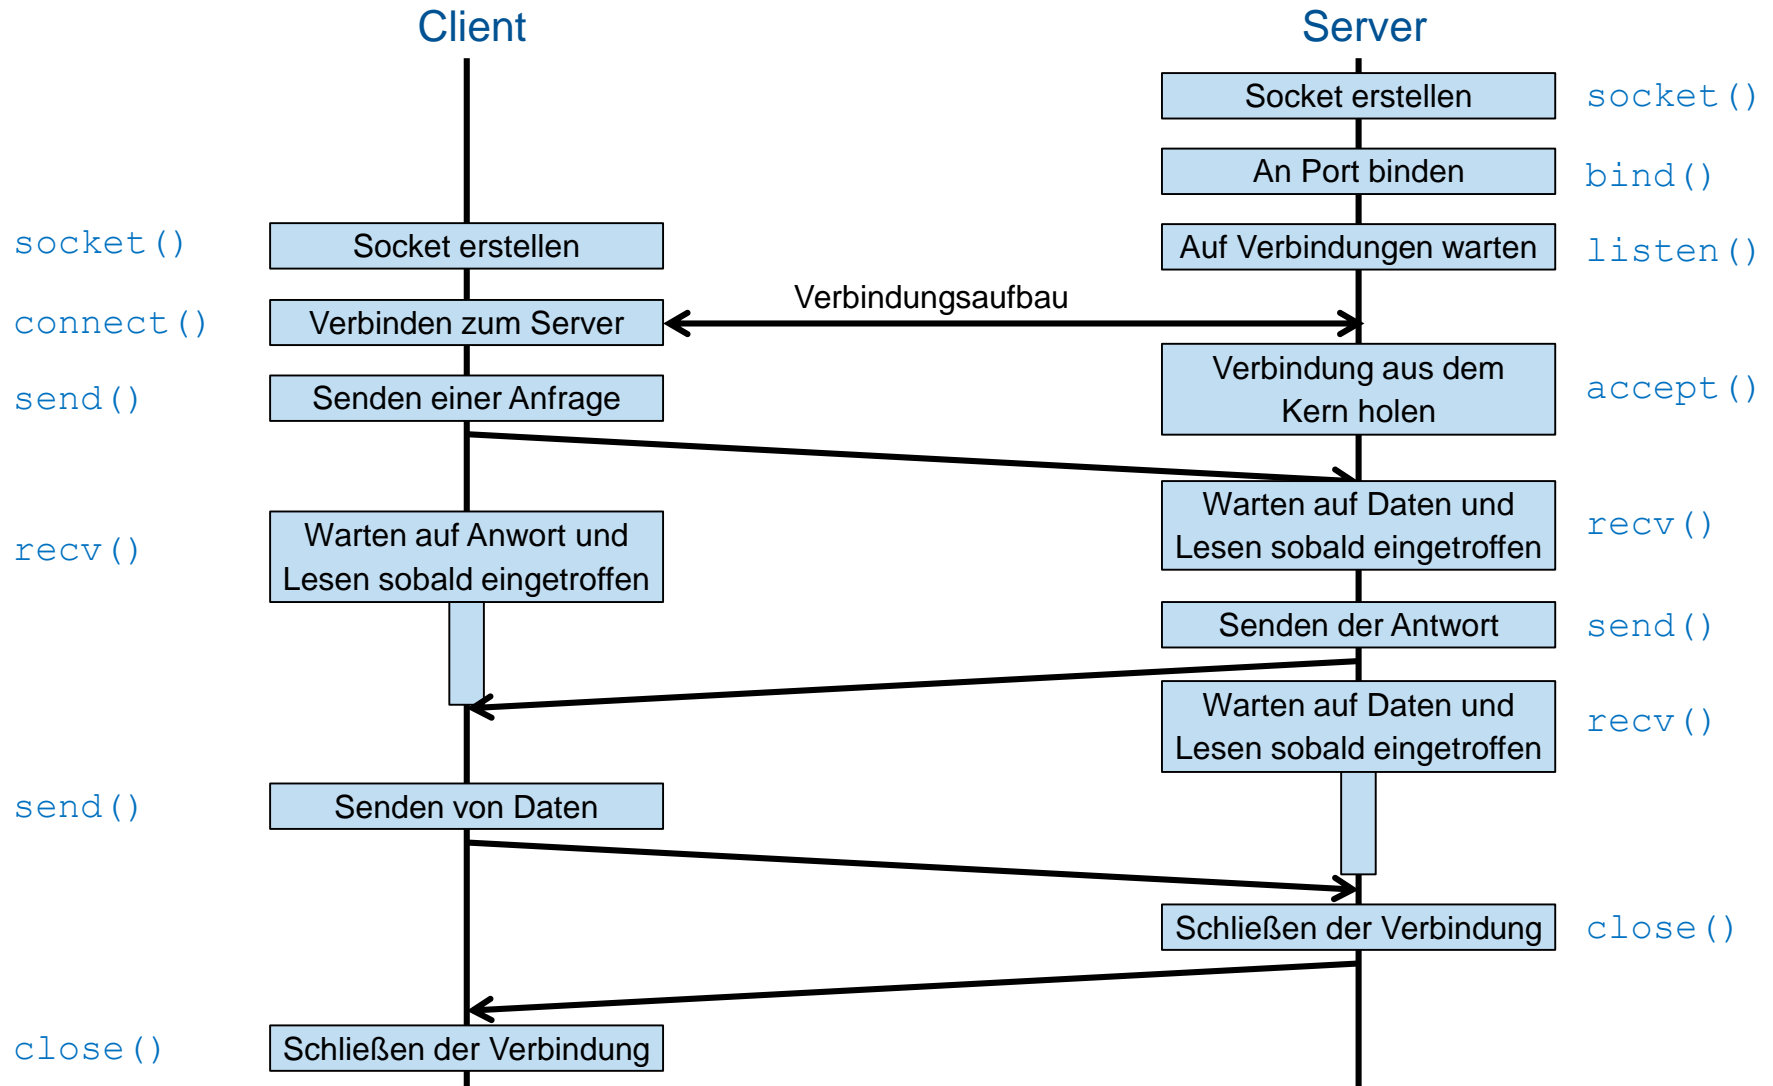 Client
Server
Socket erstellen
socket()
An Port binden
bind()
socket()
Socket erstellen
Auf Verbindungen warten
listen()
Verbindungsaufbau
connect()
Verbinden zum Server
Verbindung aus dem
Kern holen
accept()
send()
Senden einer Anfrage
Warten auf Daten und
Lesen sobald eingetroffen
recv()
recv()
Warten auf Anwort und
Lesen sobald eingetroffen
Senden der Antwort
send()
Warten auf Daten und
Lesen sobald eingetroffen
recv()
send()
Senden von Daten
Schließen der Verbindung
close()
close()
Schließen der Verbindung